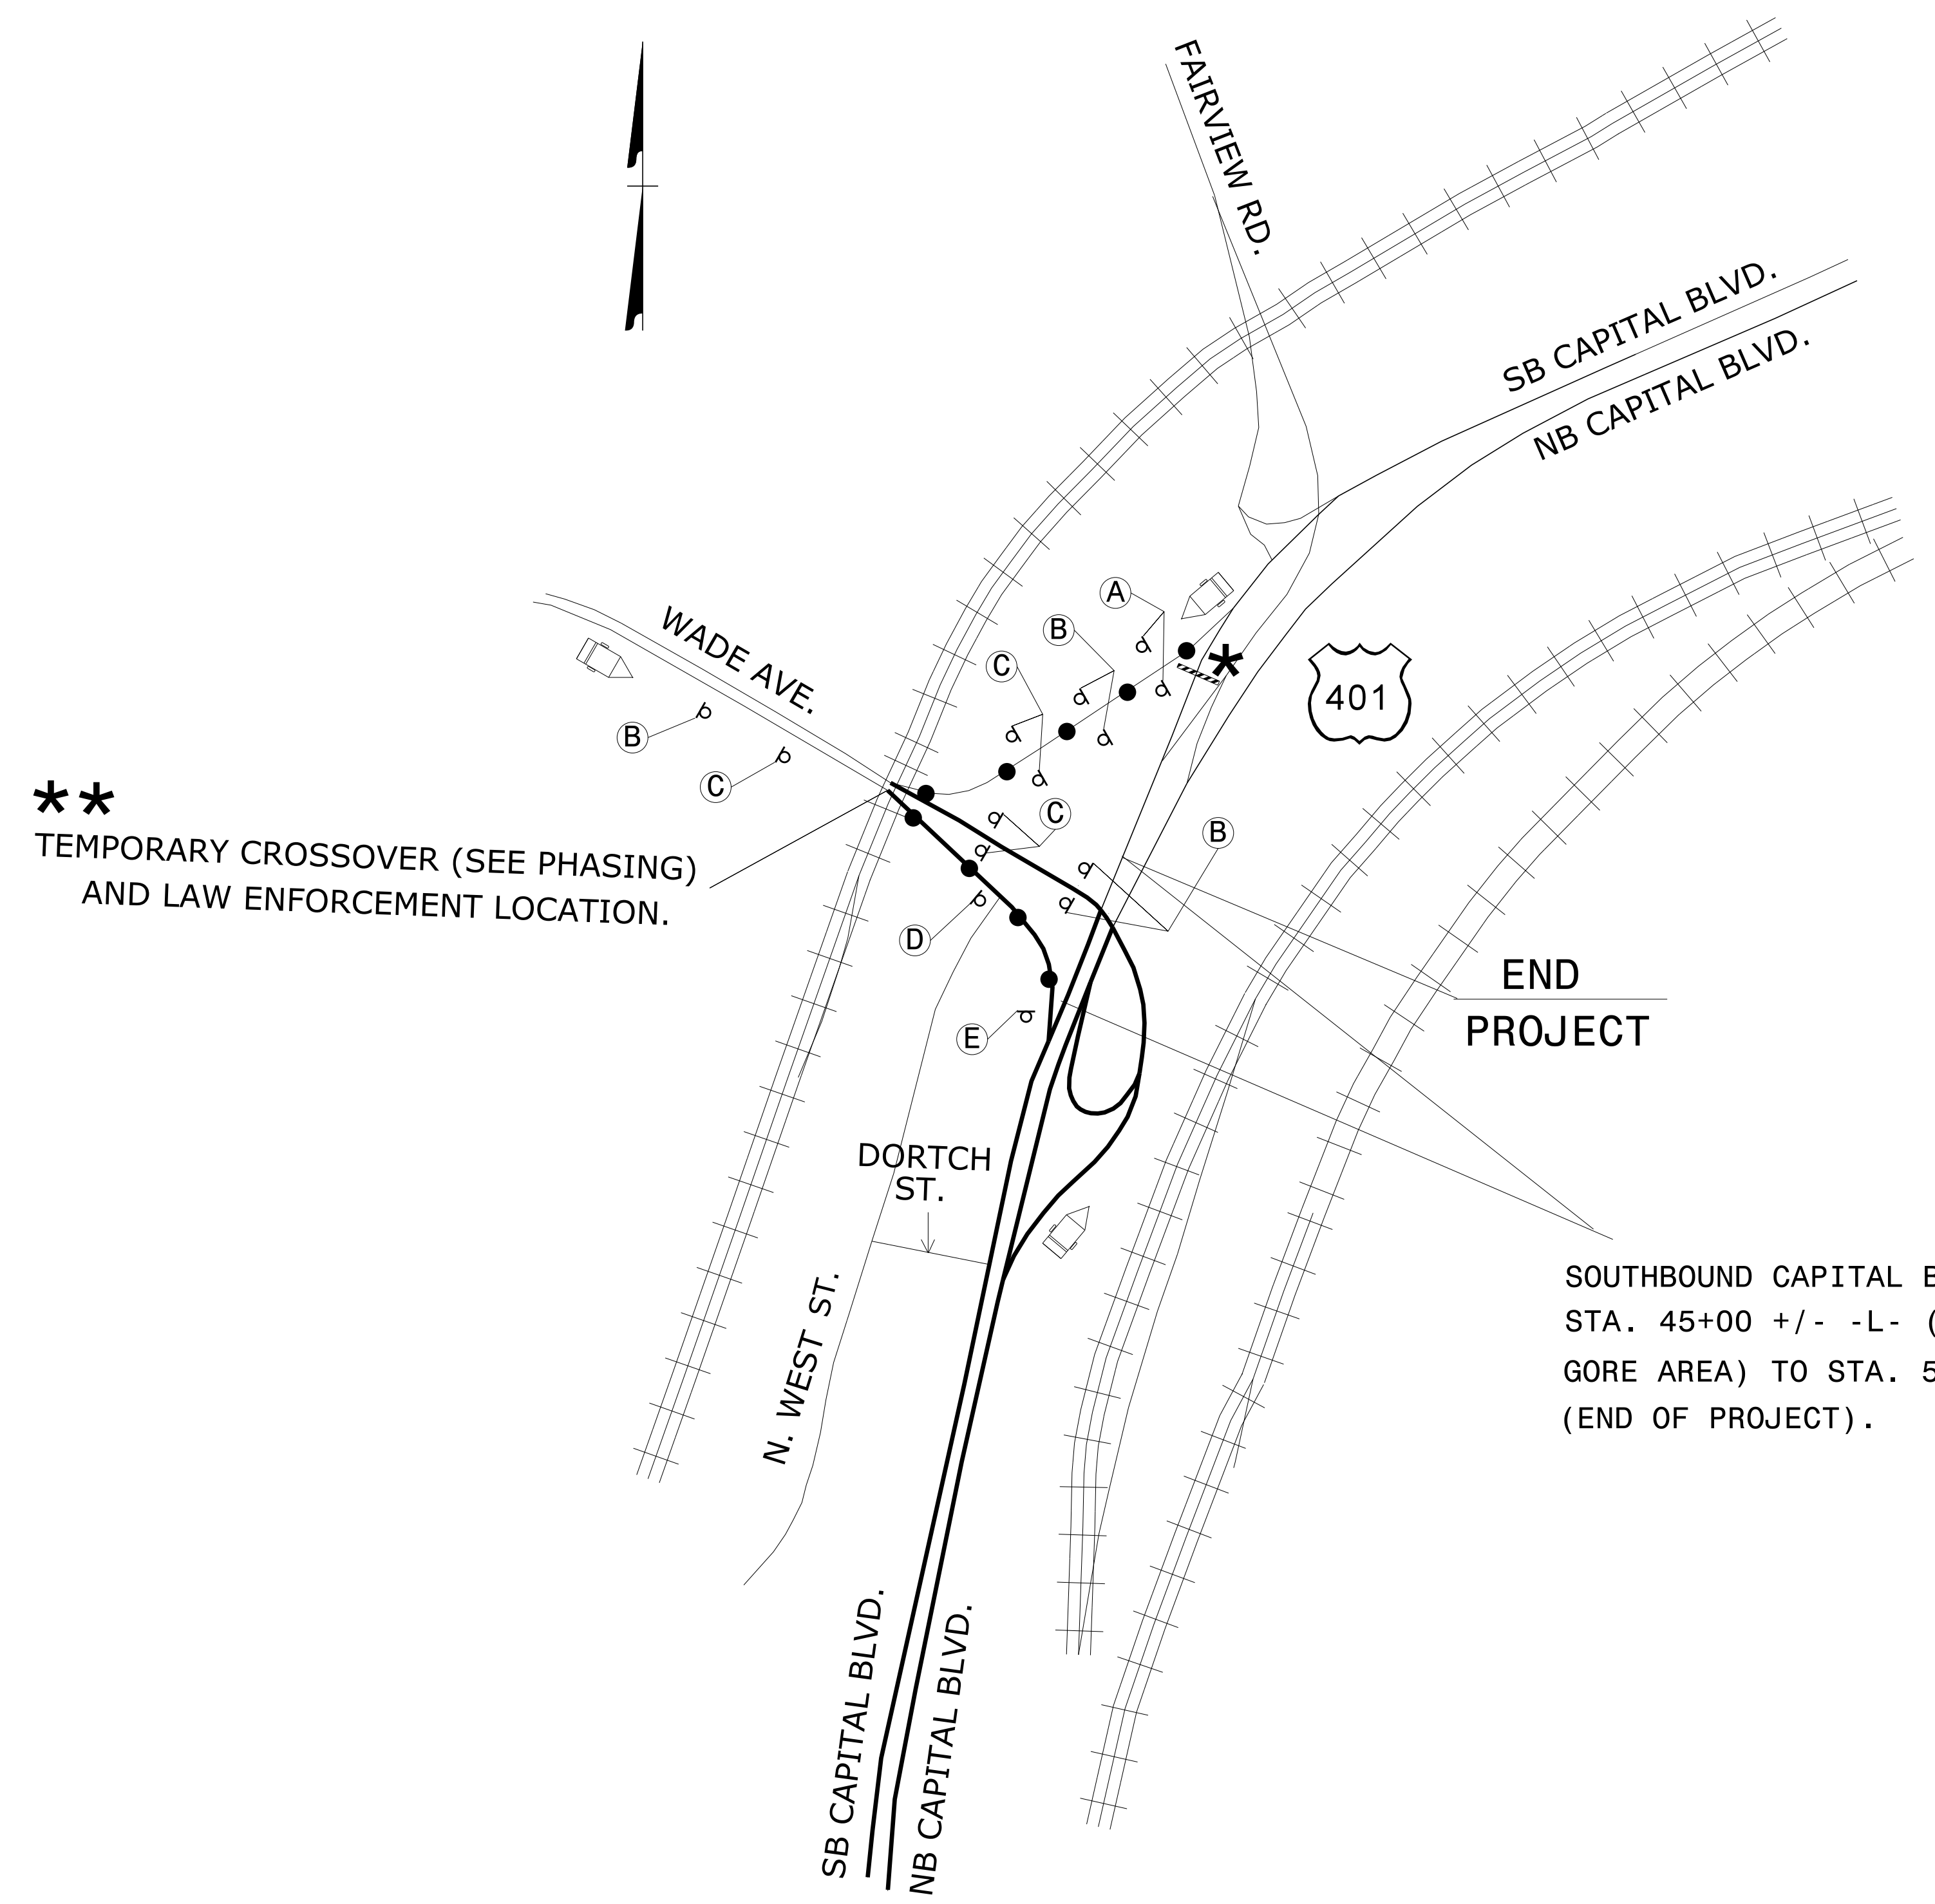 FAIRVIEW RD.
SB CAPITAL BLVD.
NB CAPITAL BLVD.
A
B
C
WADE AVE.
401
B
C
**
TEMPORARY CROSSOVER (SEE PHASING)
AND LAW ENFORCEMENT LOCATION.
*
C
B
D
E
END
PROJECT
DORTCH
ST.
N. WEST ST.
SOUTHBOUND CAPITAL B
STA. 45+00 +/- -L- (
GORE AREA) TO STA. 5
(END OF PROJECT).
SB CAPITAL BLVD.
NB CAPITAL BLVD.